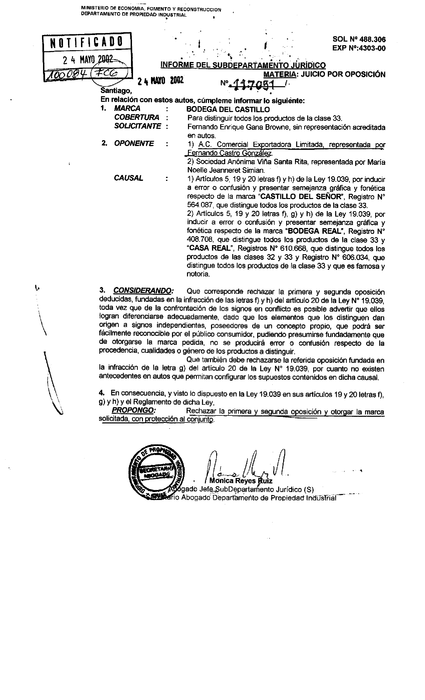 MINISTERIO DE ECONOMIA, FOMENTO Y RECONSTRUCCION
DEPARTAMENTO DE PROPIEDAD INDUSTRIAL
NOTIFICADO
24 MAYO 2002
100084 / FCG
SOL Nº 488.306
EXP Nº:4303-00
INFORME DEL SUBDEPARTAMENTO JURÍDICO
MATERIA: JUICIO POR OPOSICIÓN
24 MAYO 2002
Nº 117051/
Santiago,
En relación con estos autos, cúmpleme informar lo siguiente:
1. MARCA : BODEGA DEL CASTILLO
COBERTURA : Para distinguir todos los productos de la clase 33.
SOLICITANTE : Fernando Enrique Gana Browne, sin representación acreditada
en autos.
2. OPONENTE : 1) A.C. Comercial Exportadora Limitada, representada por
Fernando Castro González.
2) Sociedad Anónima Viña Santa Rita, representada por María
Noelle Jeanneret Simian.
CAUSAL : 1) Artículos 5, 19 y 20 letras f) de la Ley 19.039, por inducir
a error o confusión y presentar semejanza gráfica y fonética
respecto de la marca "CASTILLO DEL SEÑOR", Registro Nº
564.087, que distingue todos los productos de la clase 33.
2) Artículos 5, 19 y 20 letras f), g) y h) de la Ley 19.039, por
inducir a error o confusión y presentar semejanza gráfica y
fonética respecto de la marca "BODEGA REAL", Registro Nº
408.708, que distingue todos los productos de la clase 33 y
"CASA REAL", Registros Nº 610.668, que distingue todos los
productos de las clases 32 y 33 y Registro Nº 606.034, que
distingue todos los productos de la clase 33 y que es famosa y
notoria.
3. CONSIDERANDO: Que corresponde rechazar la primera y segunda oposición
deducidas, fundadas en la infracción de las letras f) y h) del artículo 20 de la Ley Nº 19.039,
toda vez que de la confrontación de los signos en conflicto es posible advertir que ellos
logran diferenciarse adecuadamente, dado que los elementos que los distinguen dan
origen a signos independientes, poseedores de un concepto propio, que podrá ser
fácilmente reconocible por el público consumidor, pudiendo presumirse fundadamente que
de otorgarse la marca pedida, no se producirá error o confusión respecto de la
procedencia, cualidades o género de los productos a distinguir.
Que también debe rechazarse la referida oposición fundada en
la infracción de la letra g) del artículo 20 de la Ley Nº 19.039, por cuanto no existen
antecedentes en autos que permitan configurar los supuestos contenidos en dicha causal.
4. En consecuencia, y visto lo dispuesto en la Ley 19.039 en sus artículos 19 y 20 letras f),
g) y h) y el Reglamento de dicha Ley,
PROPONGO: Rechazar la primera y segunda oposición y otorgar la marca
solicitada, con protección al conjunto.
DEPARTAMENTO DE PROPIEDAD INDUSTRIAL
SECRETARIO
ABOGADO
Mónica Reyes Ruiz
Abogado Jefe SubDepartamento Jurídico (S)
Abogado Departamento de Propiedad Industrial